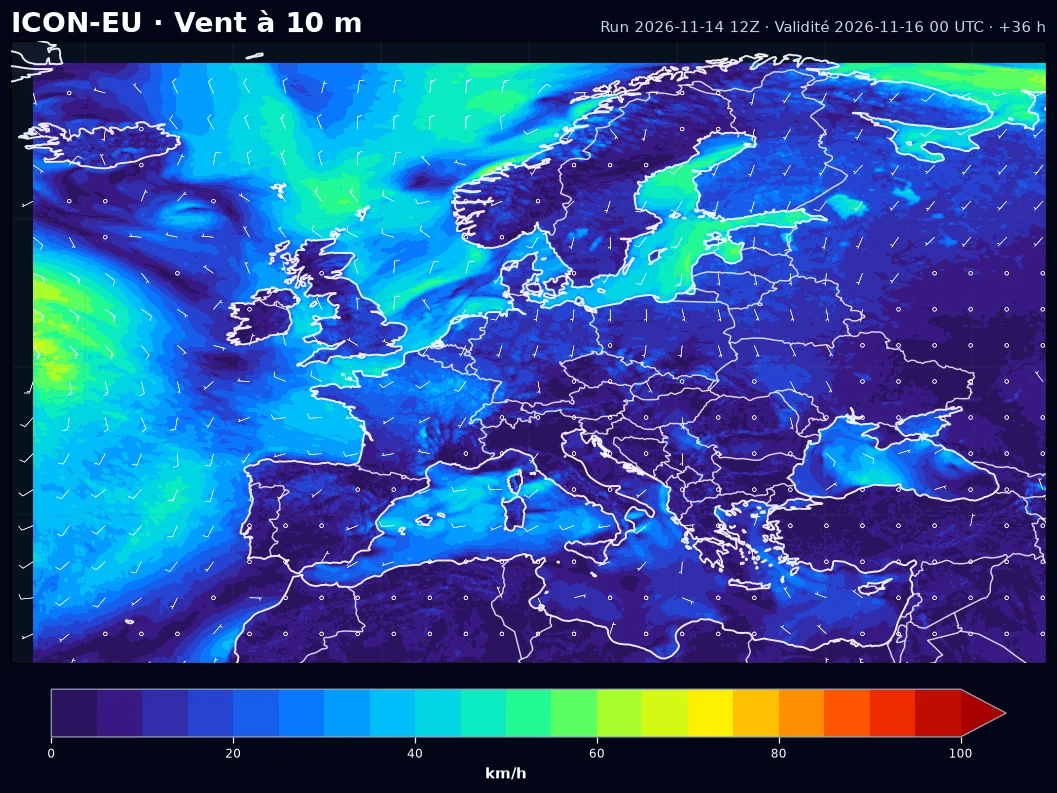 ICON-EU · Vent à 10 m
Run 2026-11-14 12Z · Validité 2026-11-16 00 UTC · +36 h
0 20 40 60 80 100
km/h